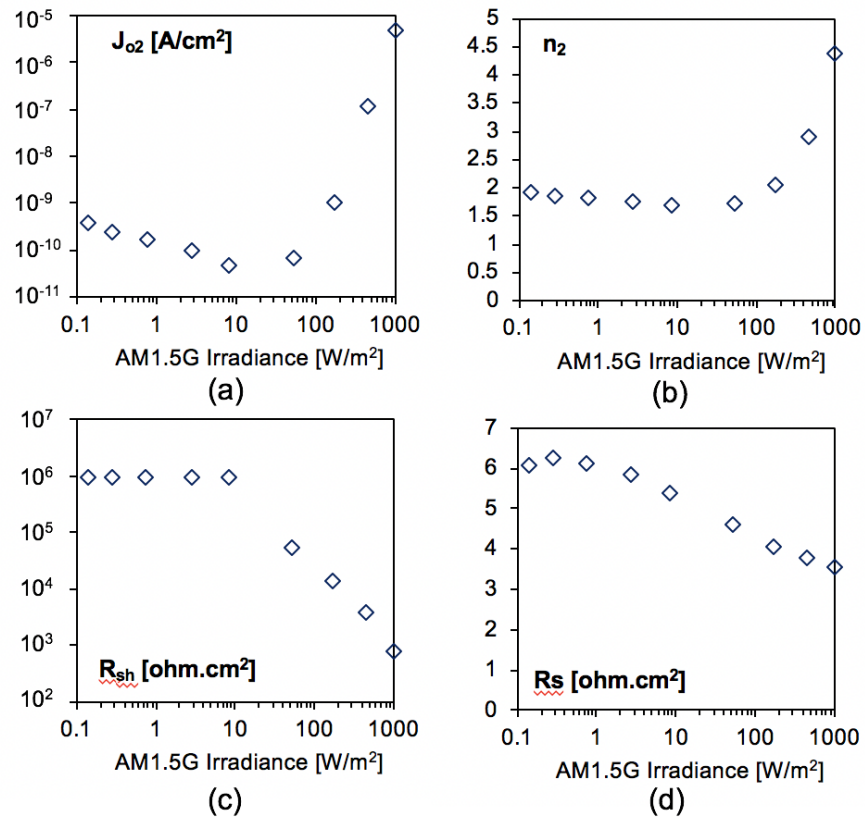 J₀₂ [A/cm²]
10⁻⁵
10⁻⁶
10⁻⁷
10⁻⁸
10⁻⁹
10⁻¹⁰
10⁻¹¹
0.1 1 10 100 1000
AM1.5G Irradiance [W/m²]
(a)
n₂
5
4.5
4
3.5
3
2.5
2
1.5
1
0.5
0
0.1 1 10 100 1000
AM1.5G Irradiance [W/m²]
(b)
10⁷
10⁶
10⁵
10⁴
10³
10²
Rsh [ohm.cm²]
0.1 1 10 100 1000
AM1.5G Irradiance [W/m²]
(c)
7
6
5
4
3
2
1
0
Rs [ohm.cm²]
0.1 1 10 100 1000
AM1.5G Irradiance [W/m²]
(d)